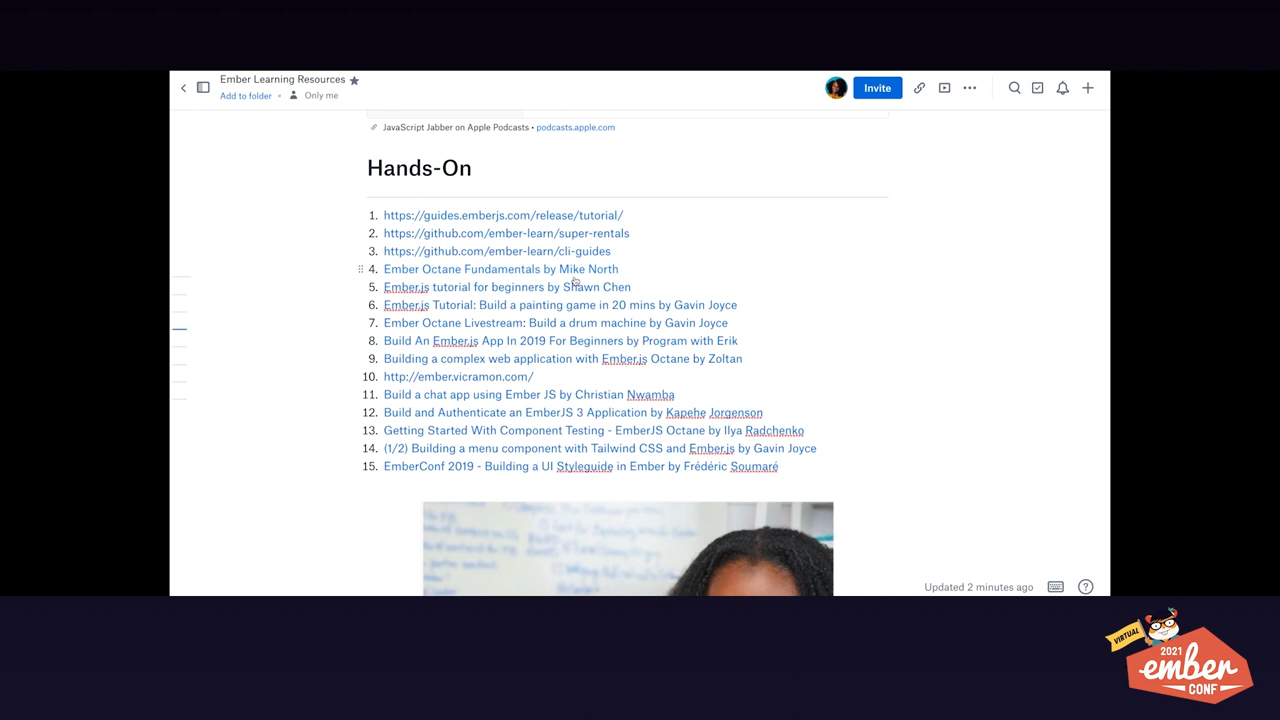 Ember Learning Resources
Add to folder • Only me
Invite
JavaScript Jabber on Apple Podcasts • podcasts.apple.com
Hands-On
1. https://guides.emberjs.com/release/tutorial/
2. https://github.com/ember-learn/super-rentals
3. https://github.com/ember-learn/cli-guides
4. Ember Octane Fundamentals by Mike North
5. Ember.js tutorial for beginners by Shawn Chen
6. Ember.js Tutorial: Build a painting game in 20 mins by Gavin Joyce
7. Ember Octane Livestream: Build a drum machine by Gavin Joyce
8. Build An Ember.js App In 2019 For Beginners by Program with Erik
9. Building a complex web application with Ember.js Octane by Zoltan
10. http://ember.vicramon.com/
11. Build a chat app using Ember JS by Christian Nwamba
12. Build and Authenticate an EmberJS 3 Application by Kapehe Jorgenson
13. Getting Started With Component Testing - EmberJS Octane by Ilya Radchenko
14. (1/2) Building a menu component with Tailwind CSS and Ember.js by Gavin Joyce
15. EmberConf 2019 - Building a UI Styleguide in Ember by Frédéric Soumaré
Updated 2 minutes ago
VIRTUAL
2021
ember
CONF